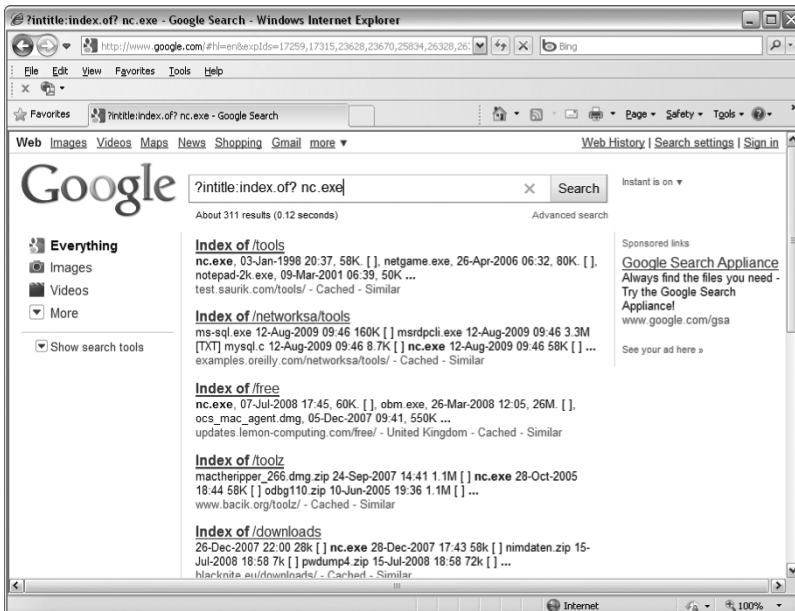 ?intitle:index.of? nc.exe - Google Search - Windows Internet Explorer
http://www.google.com/#hl=en&expIds=17259,17315,23628,23670,25834,26328,26
Bing
File Edit View Favorites Tools Help
Favorites
?intitle:index.of? nc.exe - Google Search
Page Safety Tools
Web Images Videos Maps News Shopping Gmail more
Web History | Search settings | Sign in
Google
?intitle:index.of? nc.exe
Search
Instant is on
About 311 results (0.12 seconds)
Advanced search
Everything
Images
Videos
More
Show search tools
Index of /tools
nc.exe, 03-Jan-1998 20:37, 58K. [ ], netgame.exe, 26-Apr-2006 06:32, 80K. [ ],
notepad-2k.exe, 09-Mar-2001 06:39, 50K ...
test.saurik.com/tools/ - Cached - Similar
Index of /networksa/tools
ms-sql.exe 12-Aug-2009 09:46 160K [ ] msrdpcli.exe 12-Aug-2009 09:46 3.3M
[TXT] mysql.c 12-Aug-2009 09:46 8.7K [ ] nc.exe 12-Aug-2009 09:46 58K [ ] ...
examples.oreilly.com/networksa/tools/ - Cached - Similar
Index of /free
nc.exe, 07-Jul-2008 17:45, 60K. [ ], obm.exe, 26-Mar-2008 12:05, 26M. [ ],
ocs_mac_agent.dmg, 05-Dec-2007 09:41, 550K ...
updates.lemon-computing.com/free/ - United Kingdom - Cached - Similar
Index of /toolz
mactheripper_266.dmg.zip 24-Sep-2007 14:41 1.1M [ ] nc.exe 28-Oct-2005
18:44 58K [ ] odbg110.zip 10-Jun-2005 19:36 1.1M [ ] ...
www.bacik.org/toolz/ - Cached - Similar
Index of /downloads
26-Dec-2007 22:00 28k [ ] nc.exe 28-Dec-2007 17:43 58k [ ] nimdaten.zip 15-
Jul-2008 18:58 7k [ ] pwdump4.zip 15-Jul-2008 18:58 72k [ ] ...
blacknite.eu/downloads/ - Cached - Similar
Sponsored links
Google Search Appliance
Always find the files you need -
Try the Google Search
Appliance!
www.google.com/gsa
See your ad here »
Internet
100%